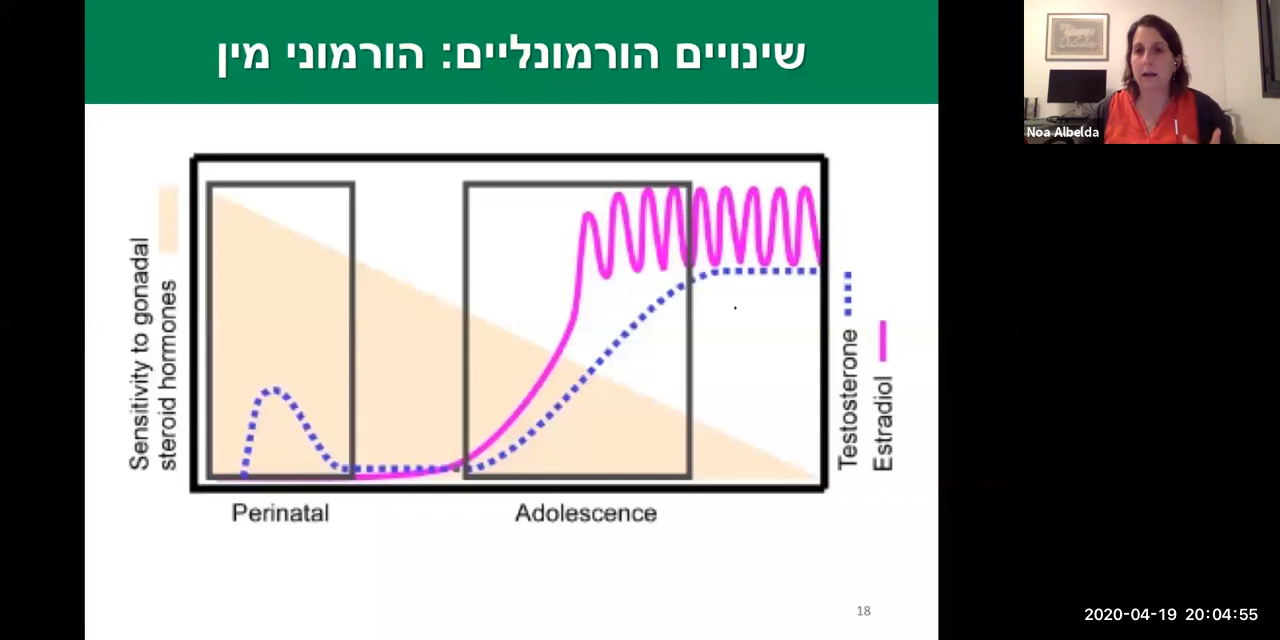 שינויים הורמונליים: הורמוני מין
Noa Albelda
Sensitivity to gonadal
steroid hormones
Testosterone
Estradiol
Perinatal
Adolescence
18
2020-04-19 20:04:55